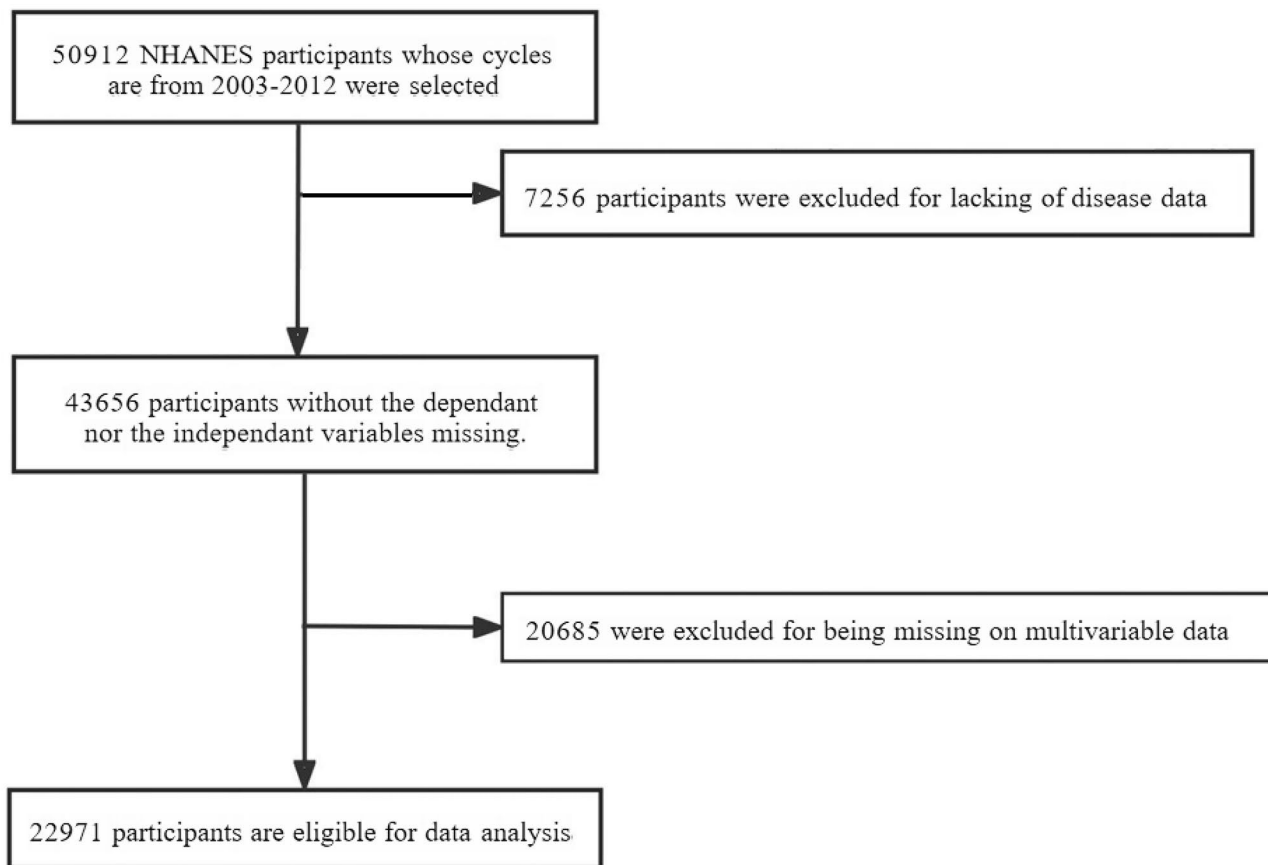 50912 NHANES participants whose cycles
are from 2003-2012 were selected
7256 participants were excluded for lacking of disease data
43656 participants without the dependant
nor the independant variables missing.
20685 were excluded for being missing on multivariable data
22971 participants are eligible for data analysis.